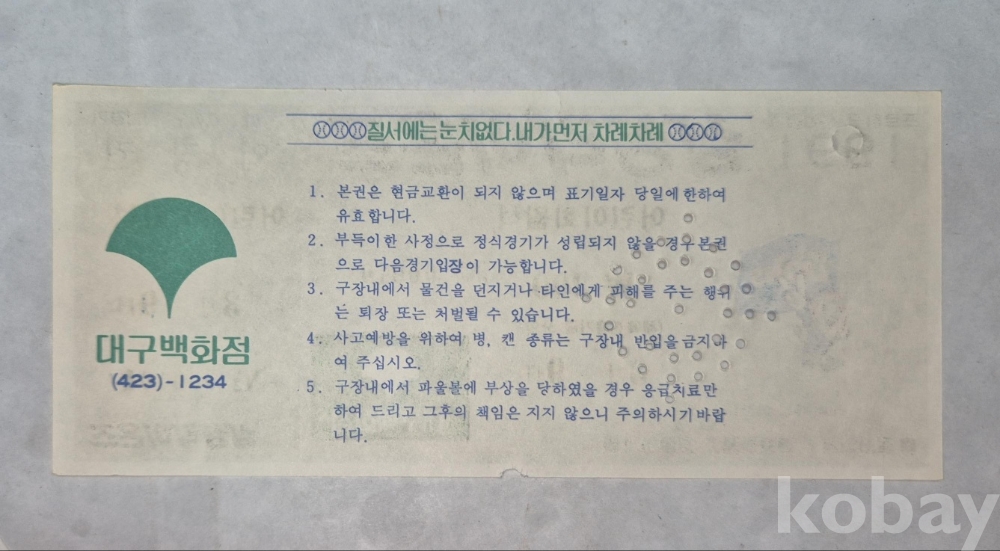 질서에는 눈치없다. 내가먼저 차례차례
1. 본권은 현금교환이 되지 않으며 표기일자 당일에 한하여
유효합니다.
2. 부득이한 사정으로 정식경기가 성립되지 않을 경우 본권
으로 다음경기입장이 가능합니다.
3. 구장내에서 물건을 던지거나 타인에게 피해를 주는 행위
는 퇴장 또는 처벌될 수 있습니다.
4. 사고예방을 위하여 병, 캔 종류는 구장내 반입을 금지하
여 주십시오.
5. 구장내에서 파울볼에 부상을 당하였을 경우 응급치료만
하여 드리고 그후의 책임은 지지 않으니 주의하시기 바랍
니다.
대구백화점
(423)-1234
kobay